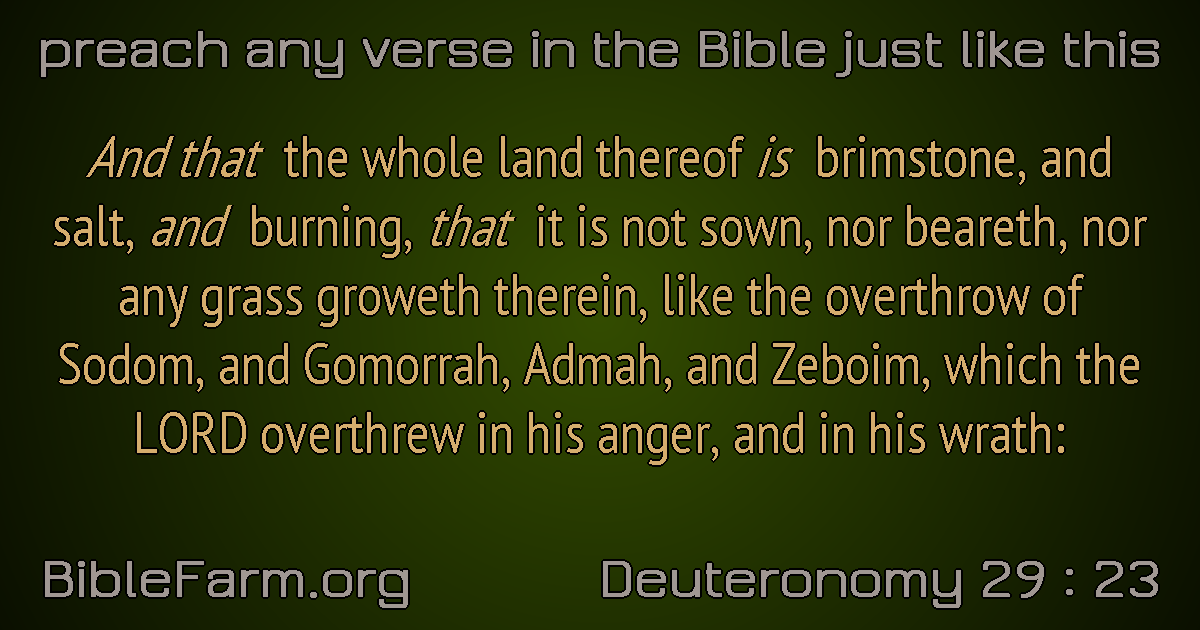 preach any verse in the Bible just like this
And that the whole land thereof is brimstone, and
salt, and burning, that it is not sown, nor beareth, nor
any grass groweth therein, like the overthrow of
Sodom, and Gomorrah, Admah, and Zeboim, which the
LORD overthrew in his anger, and in his wrath:
BibleFarm.org
Deuteronomy 29 : 23